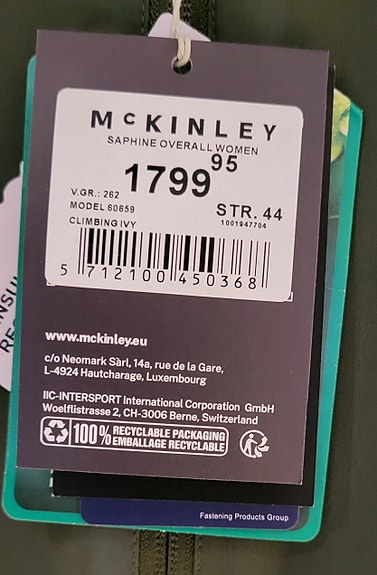 McKINLEY
SAPHINE OVERALL WOMEN
1799 95
V.GR.: 262
MODEL 60659
STR. 44
CLIMBING IVY
1001947704
5 712100 450368
www.mckinley.eu
c/o Neomark Sàrl, 14a, rue de la Gare,
L-4924 Hautcharage, Luxembourg
IIC-INTERSPORT International Corporation GmbH
Woelflistrasse 2, CH-3006 Berne, Switzerland
100% RECYCLABLE PACKAGING
EMBALLAGE RECYCLABLE
Fastening Products Group